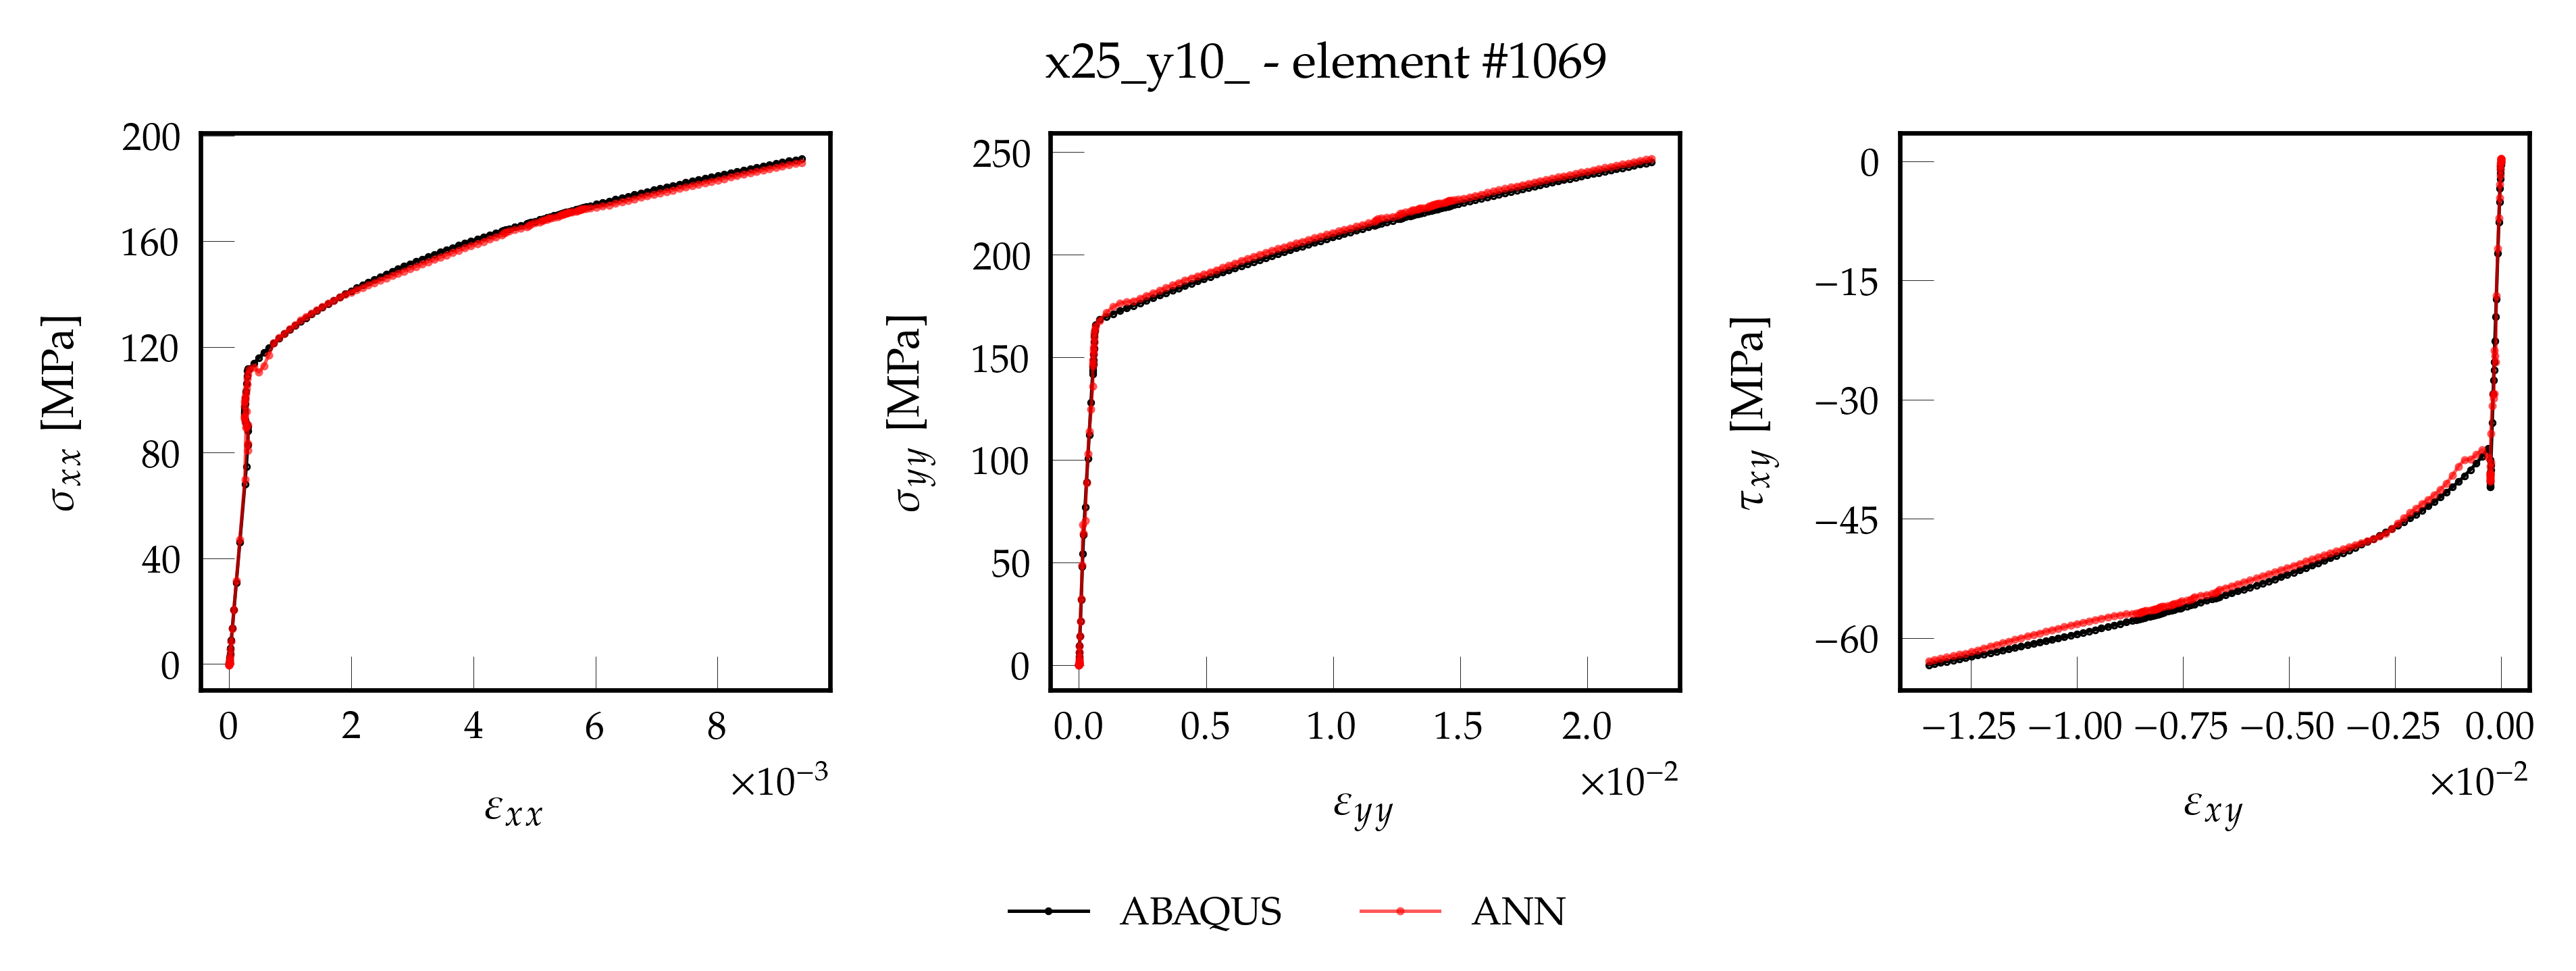 x25_y10_ - element #1069
σxx [MPa]
200
160
120
80
40
0
0 2 4 6 8
×10⁻³
εxx
σyy [MPa]
250
200
150
100
50
0
0.0 0.5 1.0 1.5 2.0
×10⁻²
εyy
τxy [MPa]
0
−15
−30
−45
−60
−1.25 −1.00 −0.75 −0.50 −0.25 0.00
×10⁻²
εxy
ABAQUS ANN